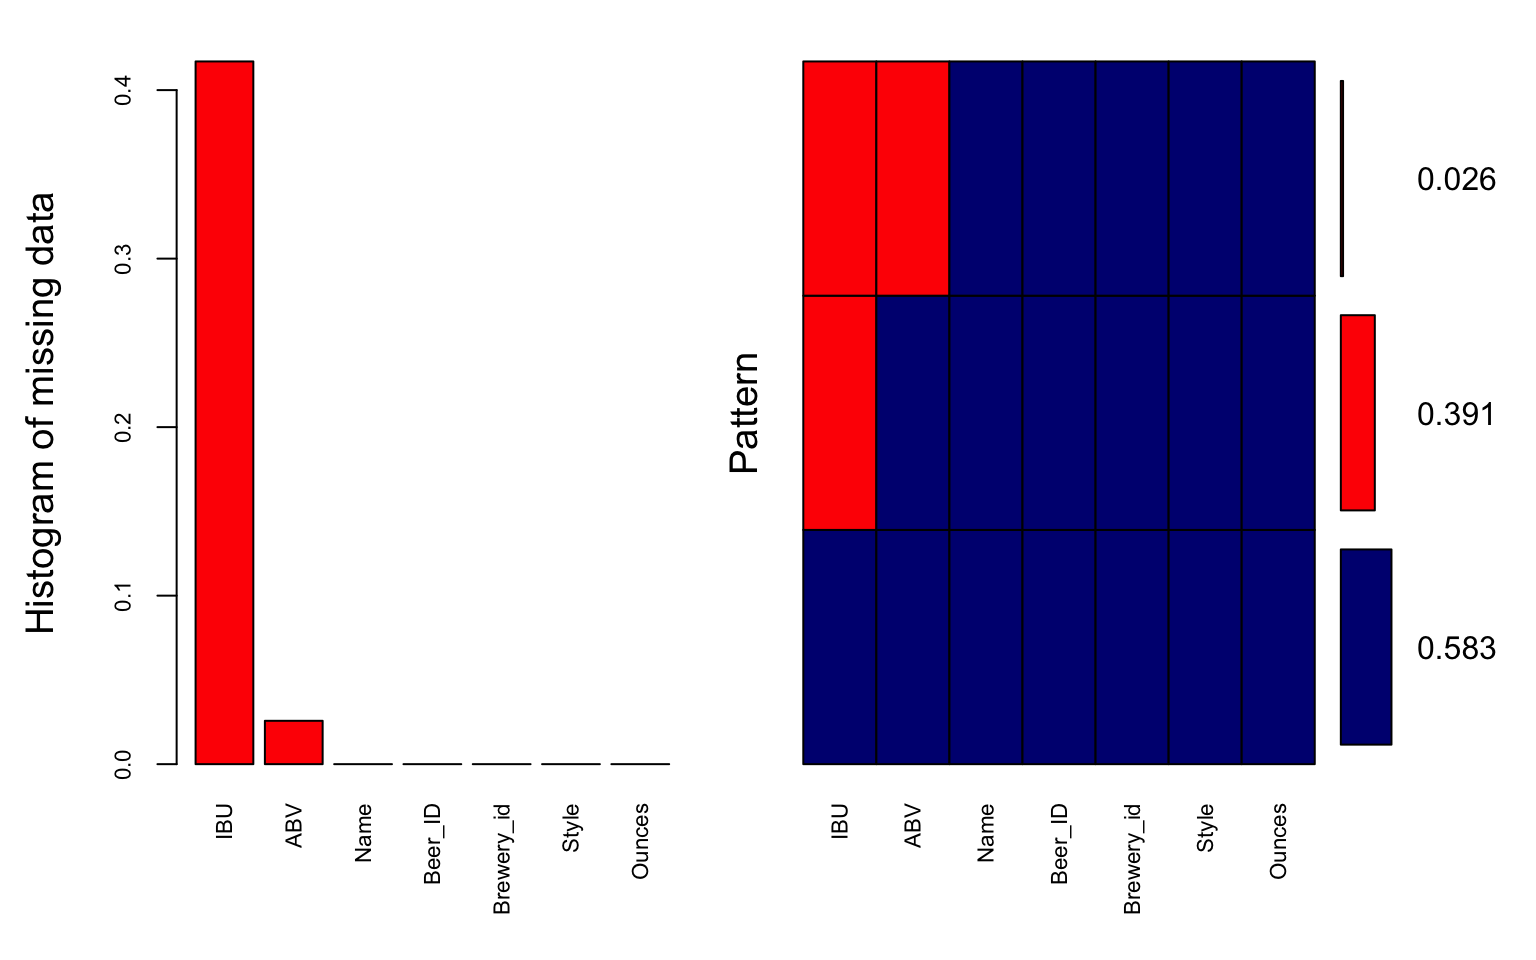 Histogram of missing data
0.4
0.3
0.2
0.1
0.0
IBU
ABV
Name
Beer_ID
Brewery_id
Style
Ounces
Pattern
IBU
ABV
Name
Beer_ID
Brewery_id
Style
Ounces
0.026
0.391
0.583